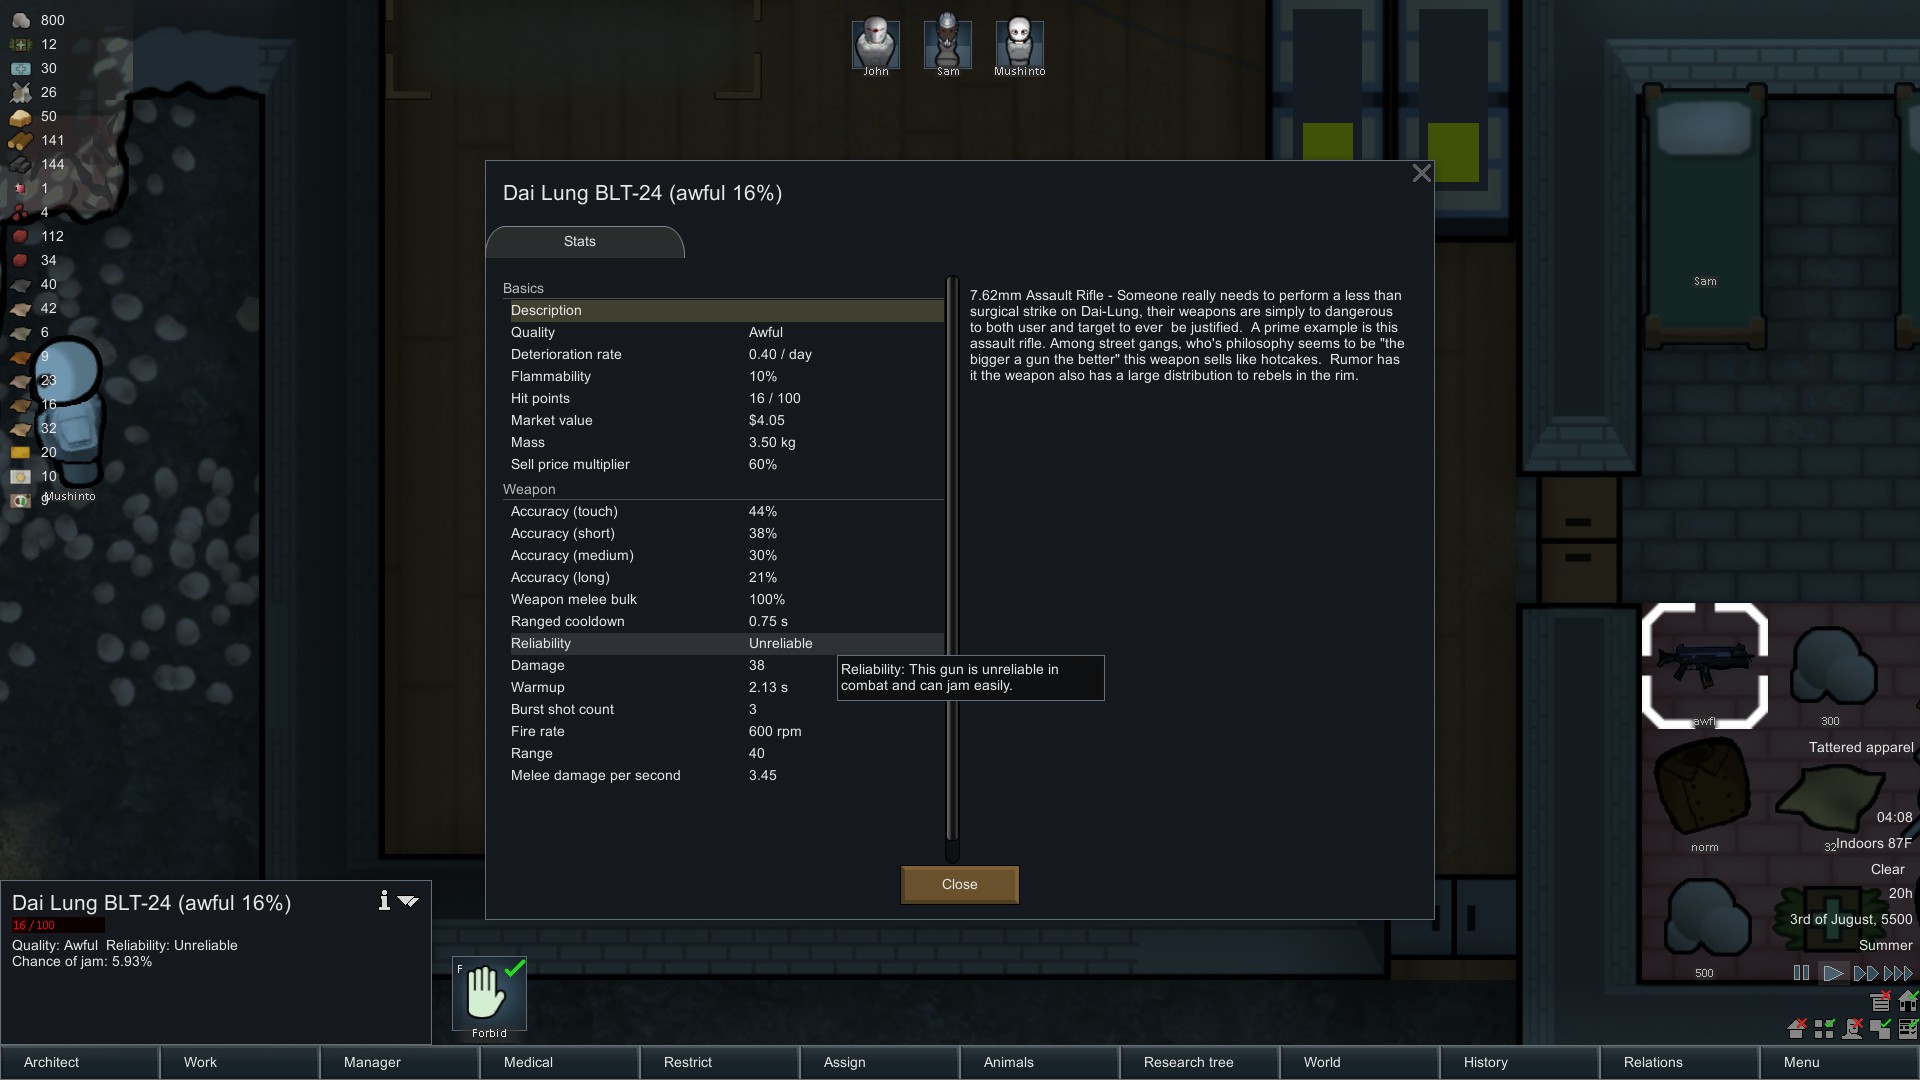 800
12
30
26
50
141
144
1
4
112
34
40
42
6
9
23
16
32
20
10
9
Mushinto
John
Sam
Mushinto
Dai Lung BLT-24 (awful 16%)
Stats
Basics
Description
Quality Awful
Deterioration rate 0.40 / day
Flammability 10%
Hit points 16 / 100
Market value $4.05
Mass 3.50 kg
Sell price multiplier 60%
Weapon
Accuracy (touch) 44%
Accuracy (short) 38%
Accuracy (medium) 30%
Accuracy (long) 21%
Weapon melee bulk 100%
Ranged cooldown 0.75 s
Reliability Unreliable
Damage 38
Warmup 2.13 s
Burst shot count 3
Fire rate 600 rpm
Range 40
Melee damage per second 3.45
7.62mm Assault Rifle - Someone really needs to perform a less than
surgical strike on Dai-Lung, their weapons are simply to dangerous
to both user and target to ever  be justified.  A prime example is this
assault rifle. Among street gangs, who's philosophy seems to be "the
bigger a gun the better" this weapon sells like hotcakes.  Rumor has
it the weapon also has a large distribution to rebels in the rim.
Reliability: This gun is unreliable in
combat and can jam easily.
Close
Sam
awfl
300
Tattered apparel
norm
32
04:08
Indoors 87F
Clear
20h
3rd of Jugust, 5500
Summer
500
Dai Lung BLT-24 (awful 16%)
16 / 100
Quality: Awful  Reliability: Unreliable
Chance of jam: 5.93%
F
Forbid
Architect
Work
Manager
Medical
Restrict
Assign
Animals
Research tree
World
History
Relations
Menu